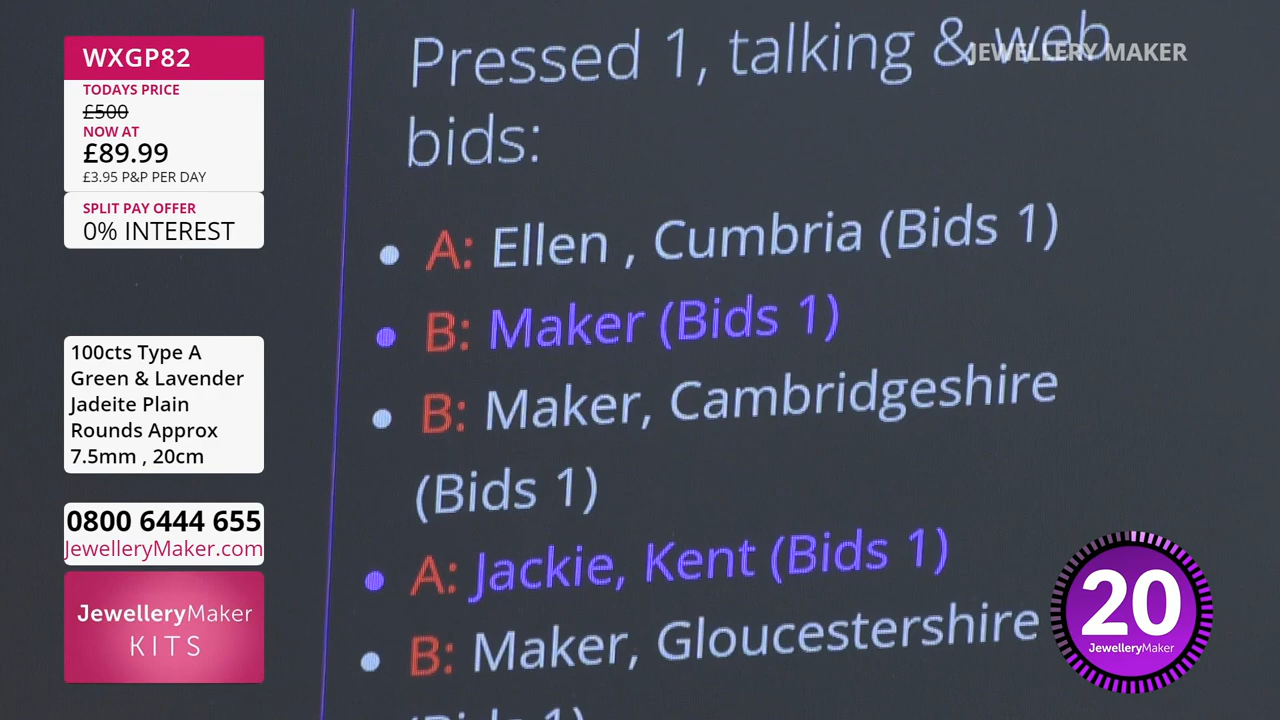 WXGP82
TODAYS PRICE
£500
NOW AT
£89.99
£3.95 P&P PER DAY
SPLIT PAY OFFER
0% INTEREST
100cts Type A
Green & Lavender
Jadeite Plain
Rounds Approx
7.5mm , 20cm
0800 6444 655
JewelleryMaker.com
JewelleryMaker
KITS
Pressed 1, talking & web
bids:
JEWELLERY MAKER
• A: Ellen , Cumbria (Bids 1)
• B: Maker (Bids 1)
• B: Maker, Cambridgeshire
(Bids 1)
• A: Jackie, Kent (Bids 1)
• B: Maker, Gloucestershire
(Bids 1)
20
JewelleryMaker